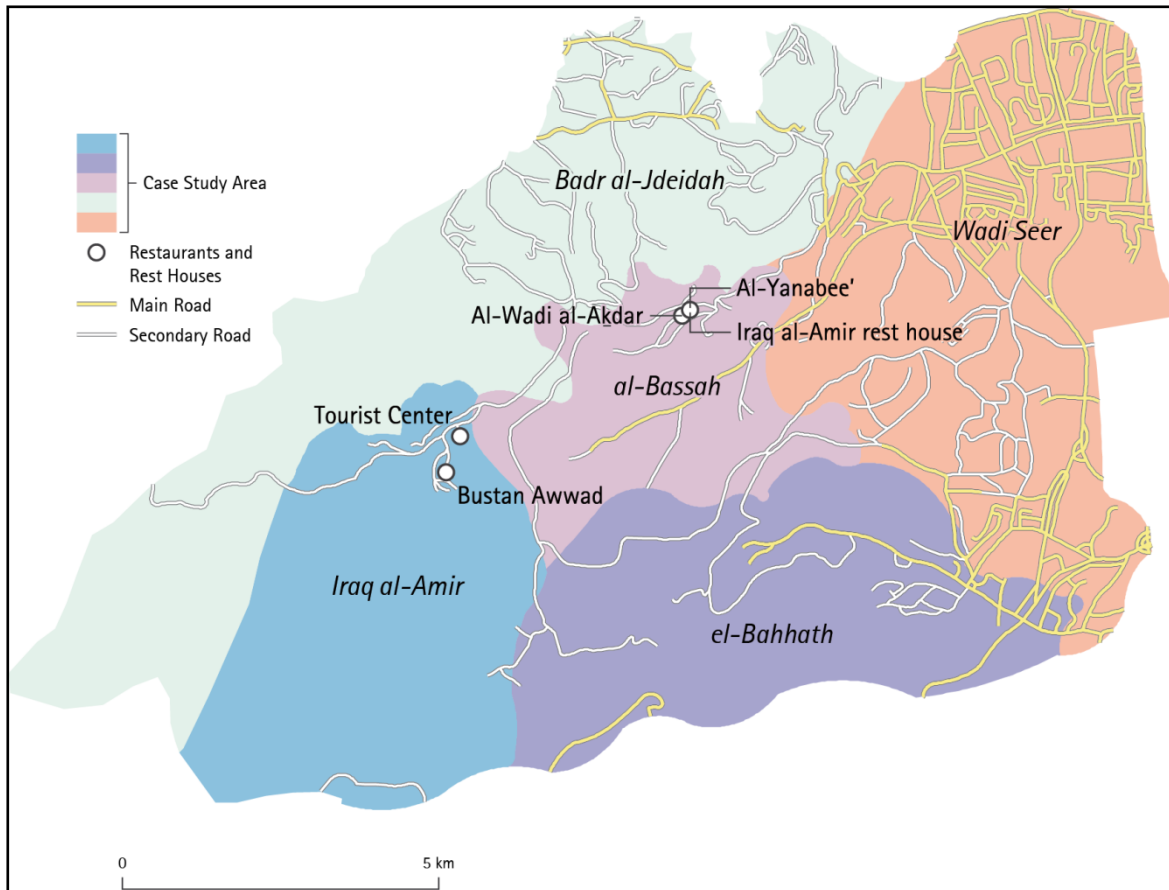 Case Study Area
Restaurants and
Rest Houses
Main Road
Secondary Road
Badr al-Jdeidah
Wadi Seer
Al-Yanabee'
Al-Wadi al-Akdar
Iraq al-Amir rest house
al-Bassah
Tourist Center
Bustan Awwad
Iraq al-Amir
el-Bahhath
0
5 km